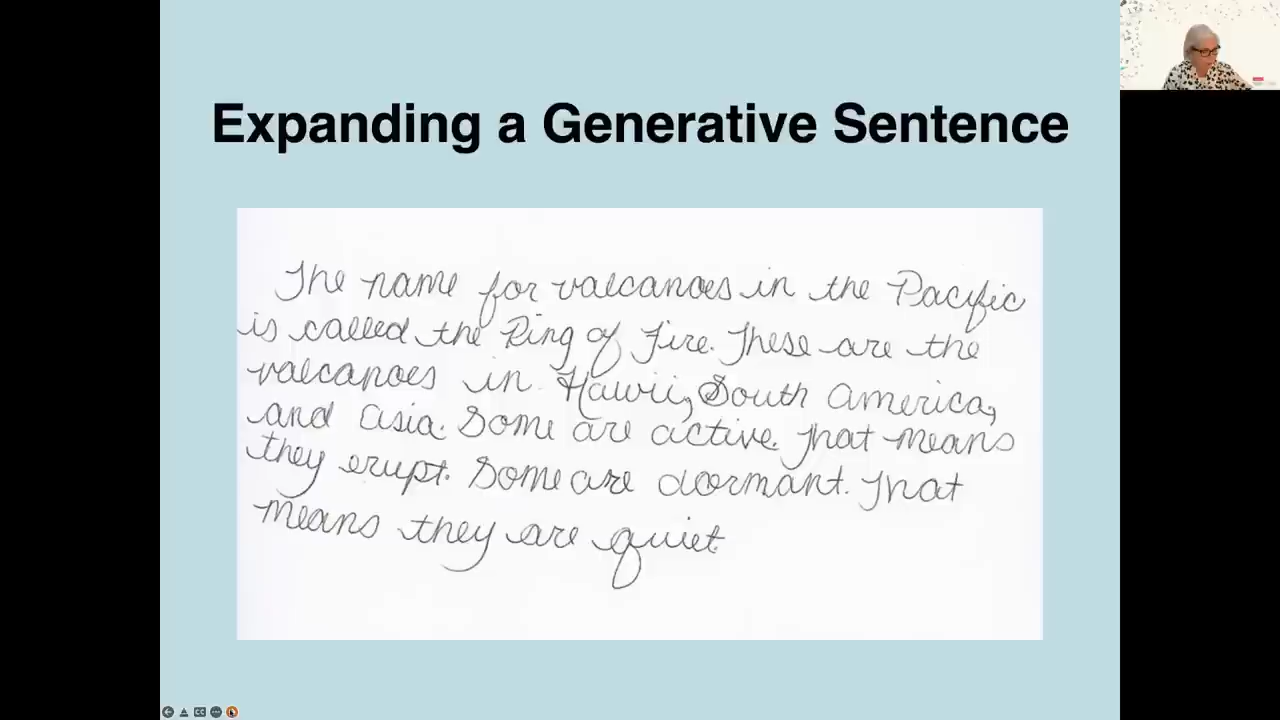 Expanding a Generative Sentence
The name for valcanoes in the Pacific
is called the Ring of Fire. These are the
valcanoes in Hawii, South America,
and Asia. Some are active. That means
they erupt. Some are dormant. That
means they are quiet.
CC